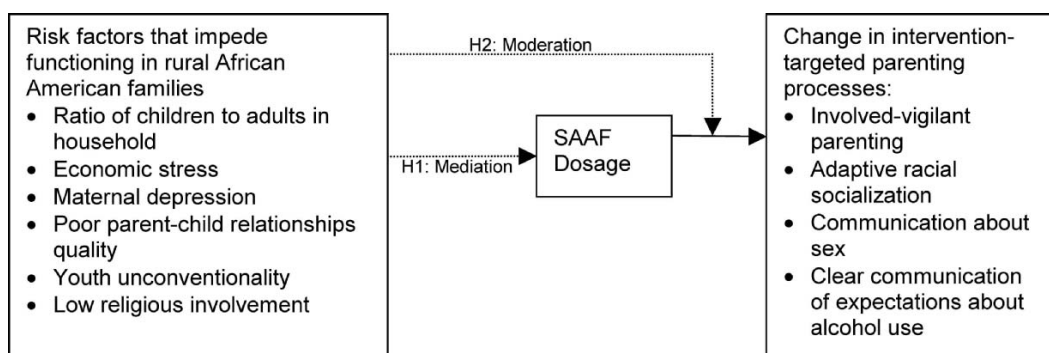 Risk factors that impede
functioning in rural African
American families
• Ratio of children to adults in
household
• Economic stress
• Maternal depression
• Poor parent-child relationships
quality
• Youth unconventionality
• Low religious involvement
H2: Moderation
H1: Mediation
SAAF
Dosage
Change in intervention-
targeted parenting
processes:
• Involved-vigilant
parenting
• Adaptive racial
socialization
• Communication about
sex
• Clear communication
of expectations about
alcohol use